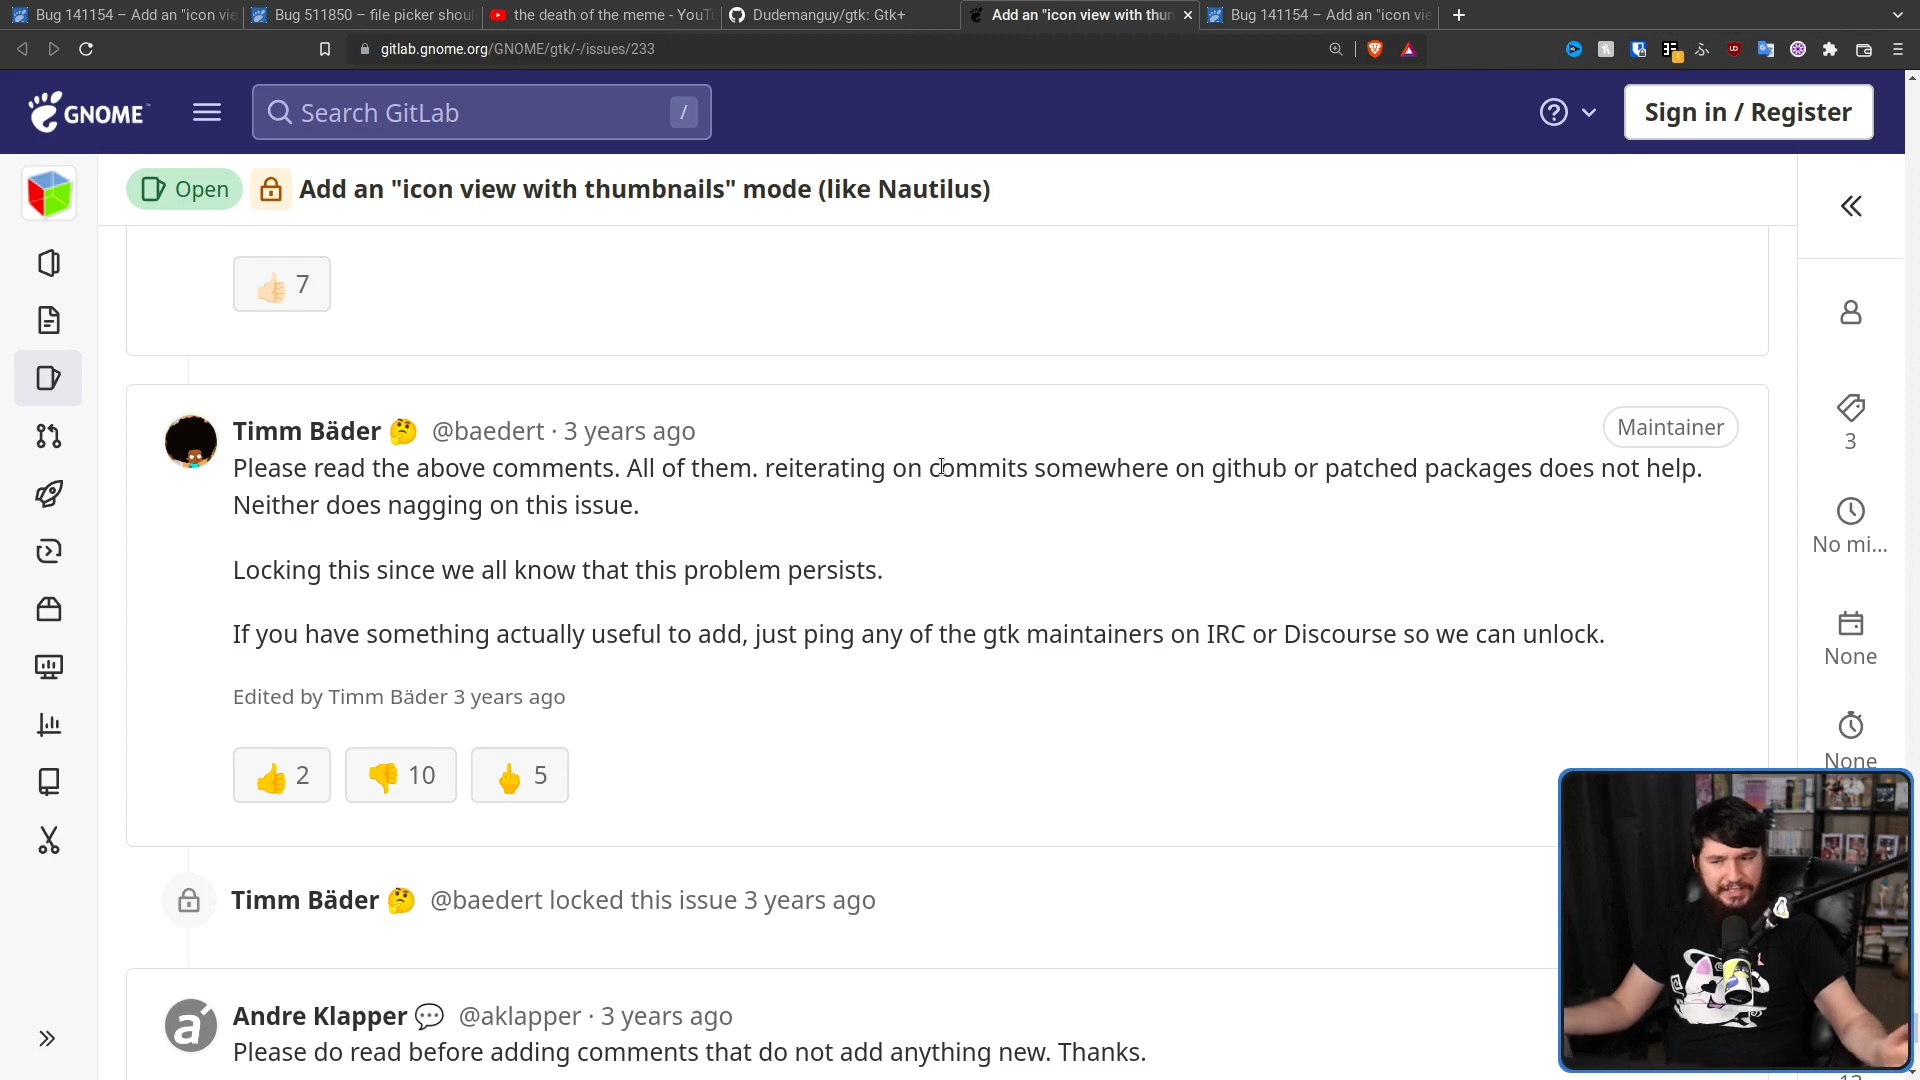 Bug 141154 – Add an "icon vie
Bug 511850 – file picker shoul
the death of the meme - YouTu
Dudemanguy/gtk: Gtk+
Add an "icon view with thun
Bug 141154 – Add an "icon vie
gitlab.gnome.org/GNOME/gtk/-/issues/233
GNOME
Search GitLab
/
Sign in / Register
Open
Add an "icon view with thumbnails" mode (like Nautilus)
7
Timm Bäder 🤔 @baedert · 3 years ago
Maintainer
Please read the above comments. All of them. reiterating on commits somewhere on github or patched packages does not help.
Neither does nagging on this issue.
Locking this since we all know that this problem persists.
If you have something actually useful to add, just ping any of the gtk maintainers on IRC or Discourse so we can unlock.
Edited by Timm Bäder 3 years ago
👍 2 👎 10 🖕 5
Timm Bäder 🤔 @baedert locked this issue 3 years ago
Andre Klapper 💬 @aklapper · 3 years ago
Please do read before adding comments that do not add anything new. Thanks.
3
No mi...
None
None